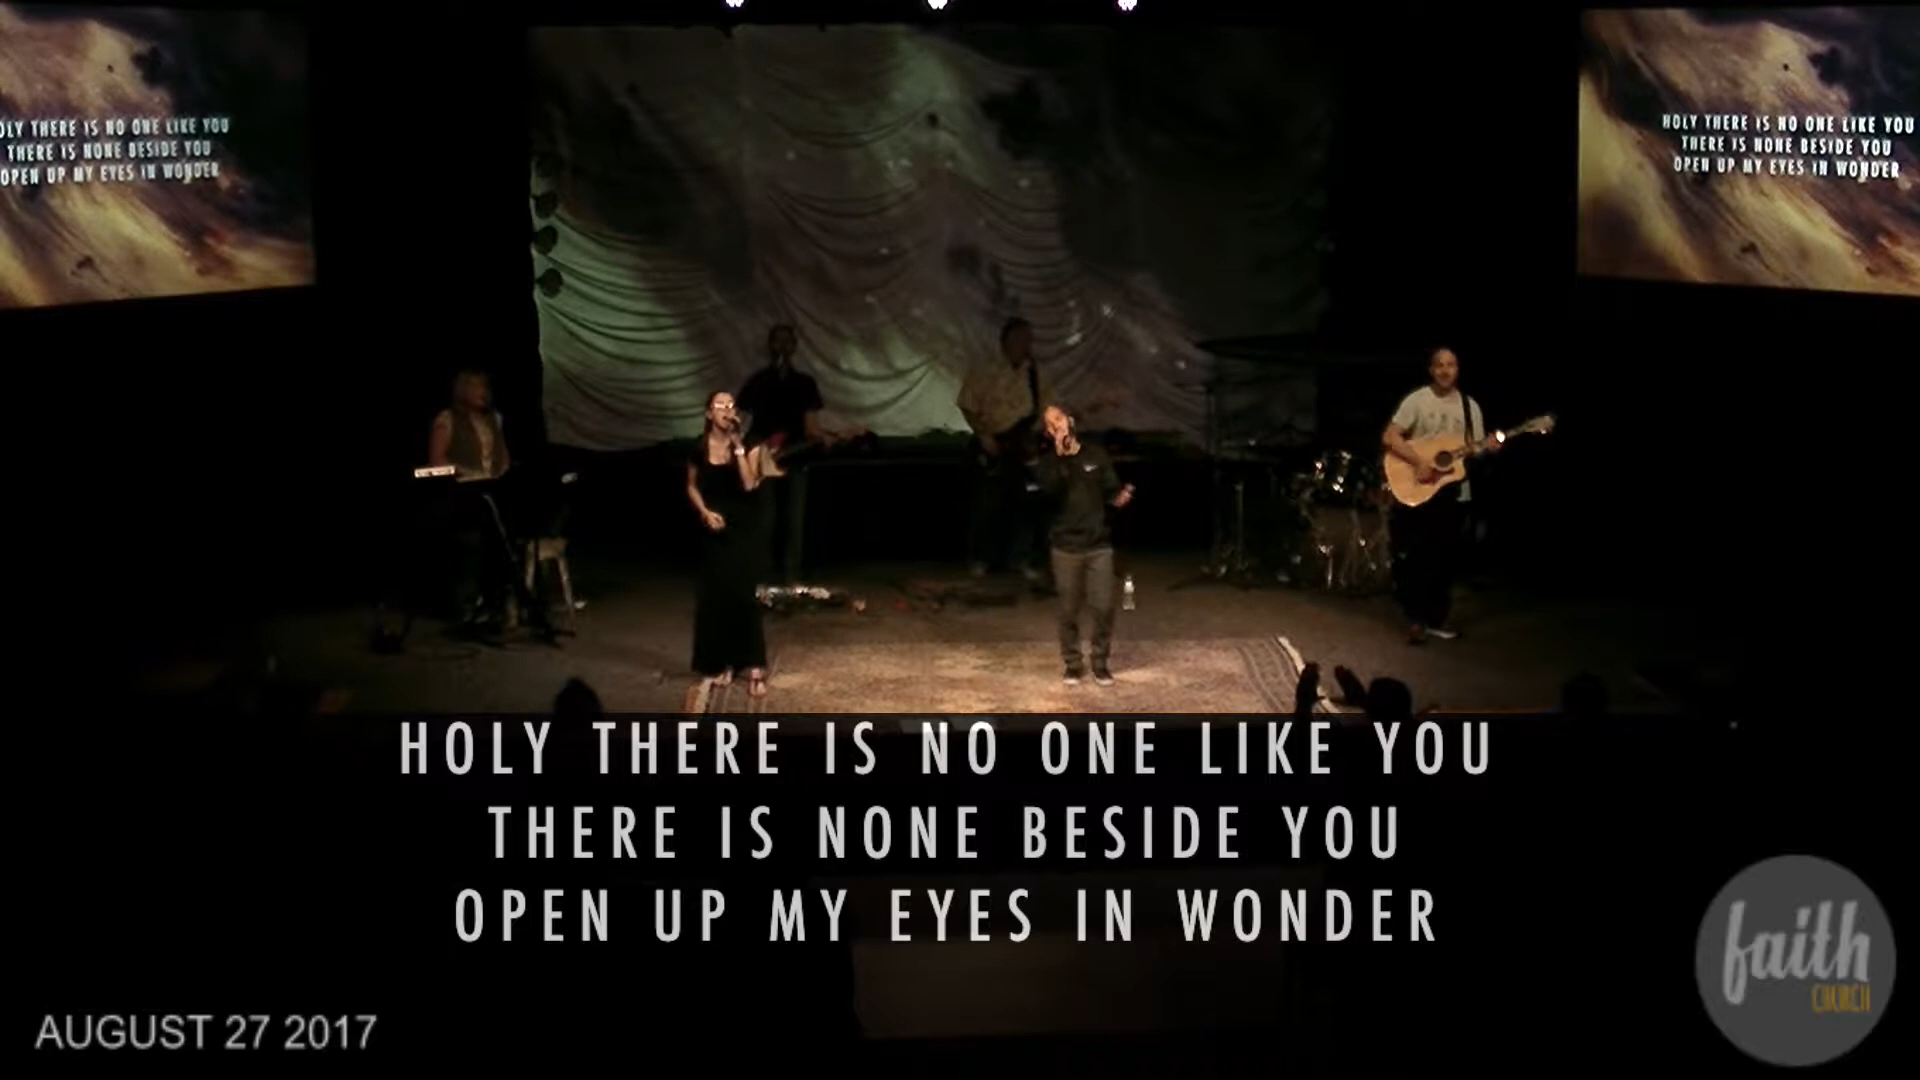 OLY THERE IS NO ONE LIKE YOU
THERE IS NONE BESIDE YOU
OPEN UP MY EYES IN WONDER
HOLY THERE IS NO ONE LIKE YOU
THERE IS NONE BESIDE YOU
OPEN UP MY EYES IN WONDER
HOLY THERE IS NO ONE LIKE YOU
THERE IS NONE BESIDE YOU
OPEN UP MY EYES IN WONDER
faith
CHURCH
AUGUST 27 2017